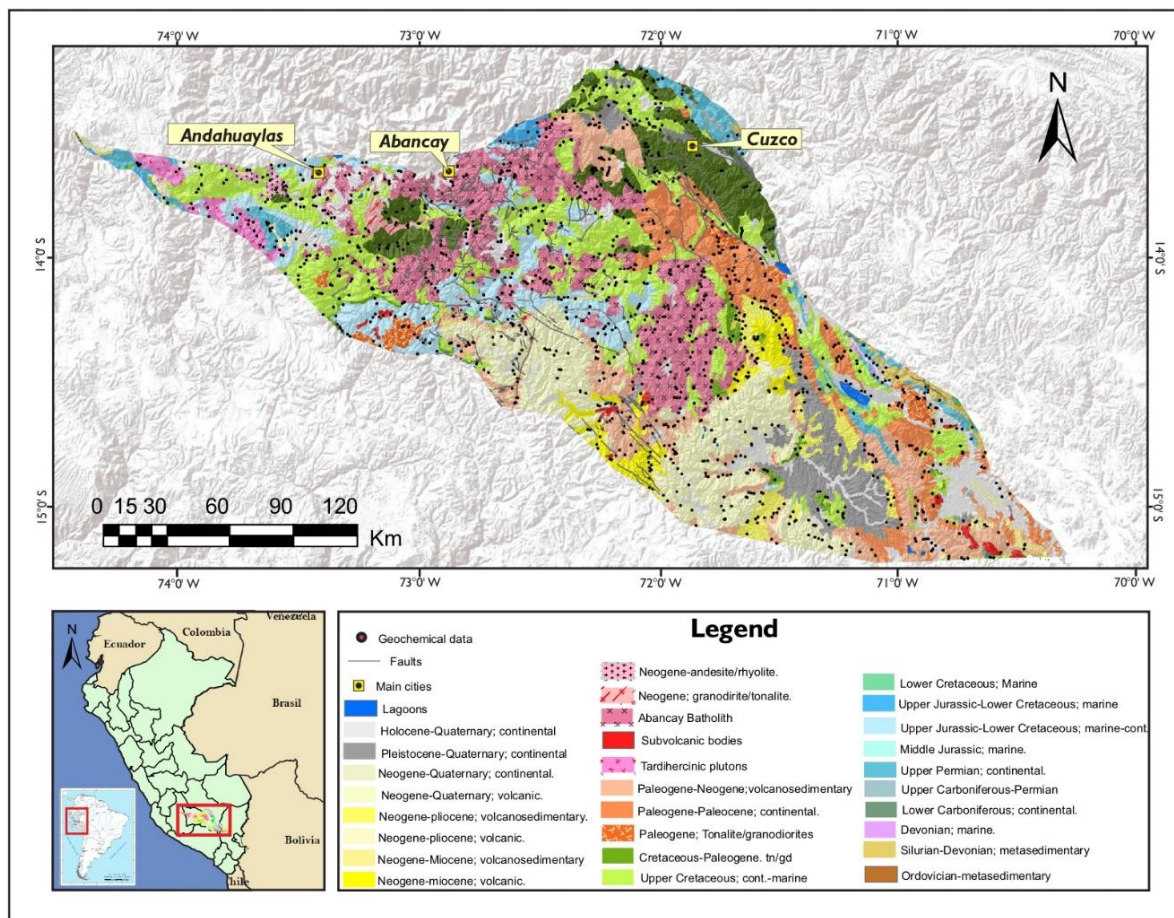 74°0'W
73°0'W
72°0'W
71°0'W
70°0'W
N
Andahuaylas
Abancay
Cuzco
14°0' S
14°0' S
15°0' S
15°0' S
0 15 30 60 90 120
Km
74°0'W
73°0'W
72°0'W
71°0'W
70°0'W
N
Venezuela
Colombia
Ecuador
Brasil
Bolivia
Chile
Legend
Geochemical data
Faults
Main cities
Lagoons
Holocene-Quaternary; continental
Pleistocene-Quaternary; continental
Neogene-Quaternary; continental.
Neogene-Quaternary; volcanic.
Neogene-pliocene; volcanosedimentary.
Neogene-pliocene; volcanic.
Neogene-Miocene; volcanosedimentary
Neogene-miocene; volcanic.
Neogene-andesite/rhyolite.
Neogene; granodirite/tonalite.
Abancay Batholith
Subvolcanic bodies
Tardihercinic plutons
Paleogene-Neogene;volcanosedimentary
Paleogene-Paleocene; continental.
Paleogene; Tonalite/granodiorites
Cretaceous-Paleogene. tn/gd
Upper Cretaceous; cont.-marine
Lower Cretaceous; Marine
Upper Jurassic-Lower Cretaceous; marine
Upper Jurassic-Lower Cretaceous; marine-cont.
Middle Jurassic; marine.
Upper Permian; continental.
Upper Carboniferous-Permian
Lower Carboniferous; continental.
Devonian; marine.
Silurian-Devonian; metasedimentary
Ordovician-metasedimentary